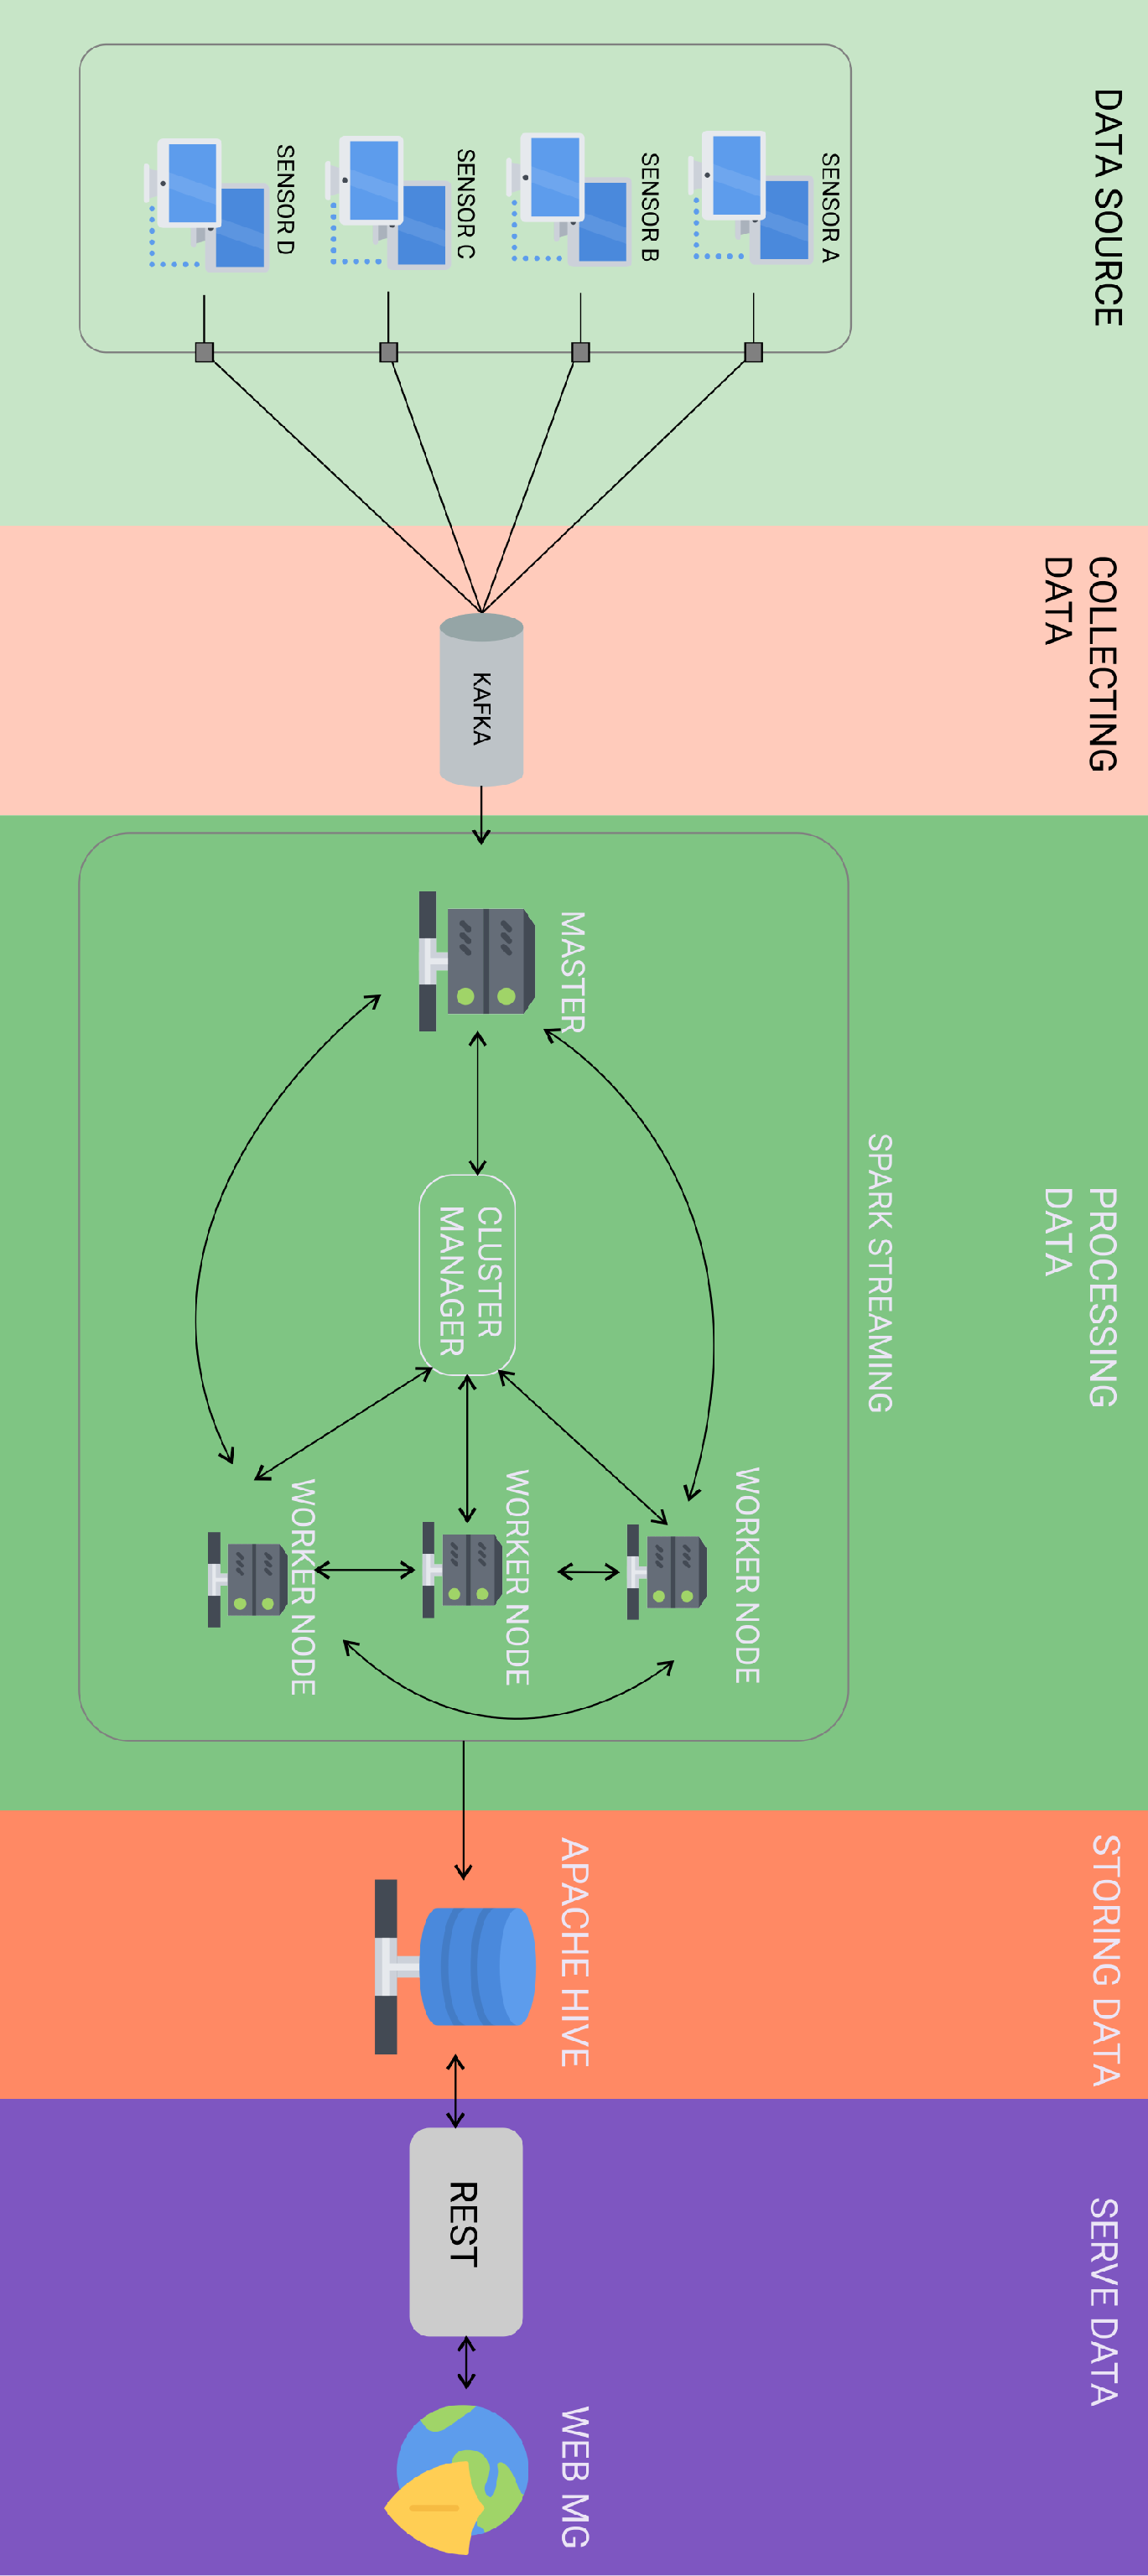 DATA SOURCE
SENSOR A
SENSOR B
SENSOR C
SENSOR D
COLLECTING
DATA
KAFKA
PROCESSING
DATA
SPARK STREAMING
MASTER
CLUSTER
MANAGER
WORKER NODE
WORKER NODE
WORKER NODE
STORING DATA
APACHE HIVE
SERVE DATA
REST
WEB MG